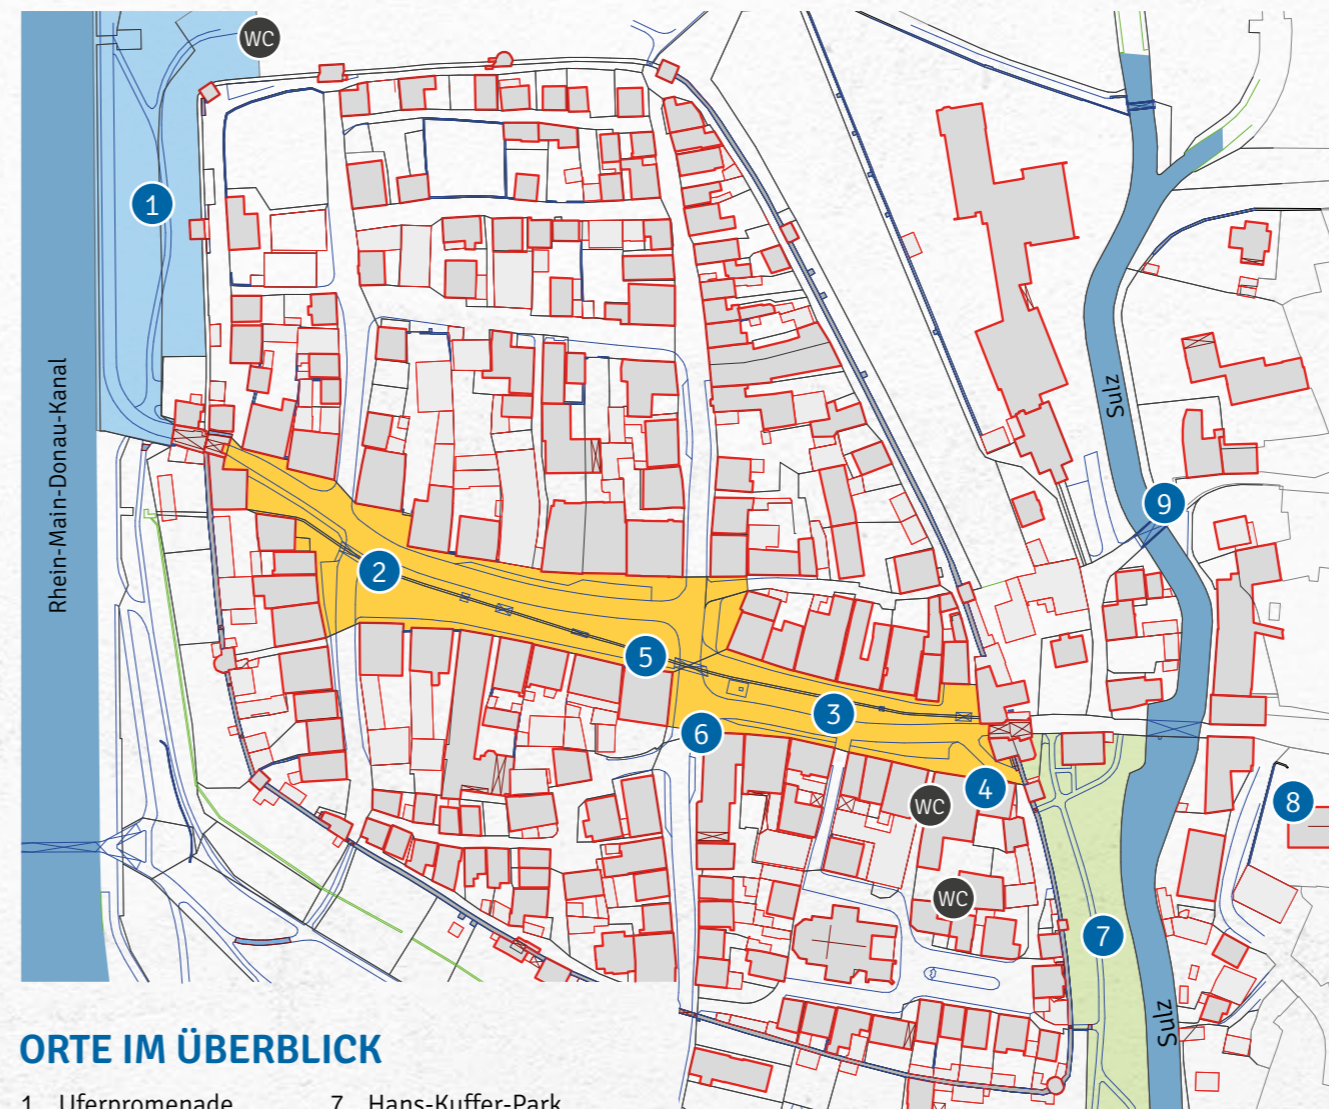 WC
1
Rhein-Main-Donau-Kanal
Sulz
9
2
5
3
6
4
WC
8
WC
7
Sulz
ORTE IM ÜBERBLICK
1 Uferpromenade
7 Hans-Kuffer-Park